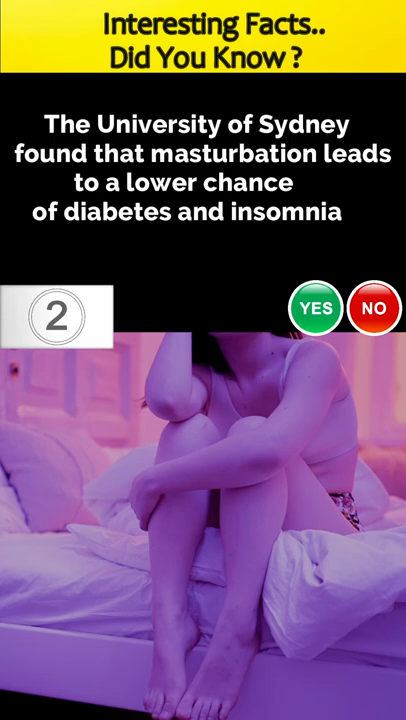 Interesting Facts..
Did You Know ?
The University of Sydney
found that masturbation leads
to a lower chance
of diabetes and insomnia
2
YES NO